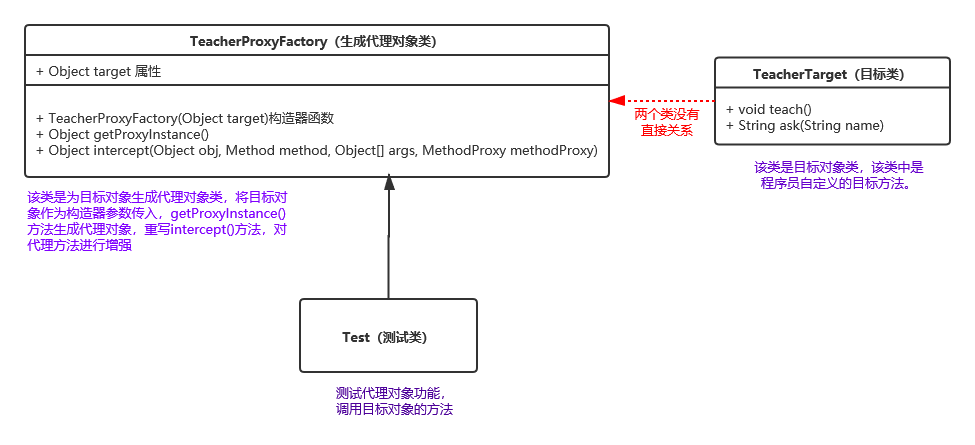 TeacherProxyFactory（生成代理对象类）
+ Object target 属性
+ TeacherProxyFactory(Object target)构造器函数
+ Object getProxyInstance()
+ Object intercept(Object obj, Method method, Object[] args, MethodProxy methodProxy)
该类是为目标对象生成代理对象类，将目标对
象作为构造器参数传入，getProxyInstance()
方法生成代理对象，重写intercept()方法，对
代理方法进行增强
两个类没有
直接关系
TeacherTarget（目标类）
+ void teach()
+ String ask(String name)
该类是目标对象类，该类中是
程序员自定义的目标方法。
Test（测试类）
测试代理对象功能，
调用目标对象的方法